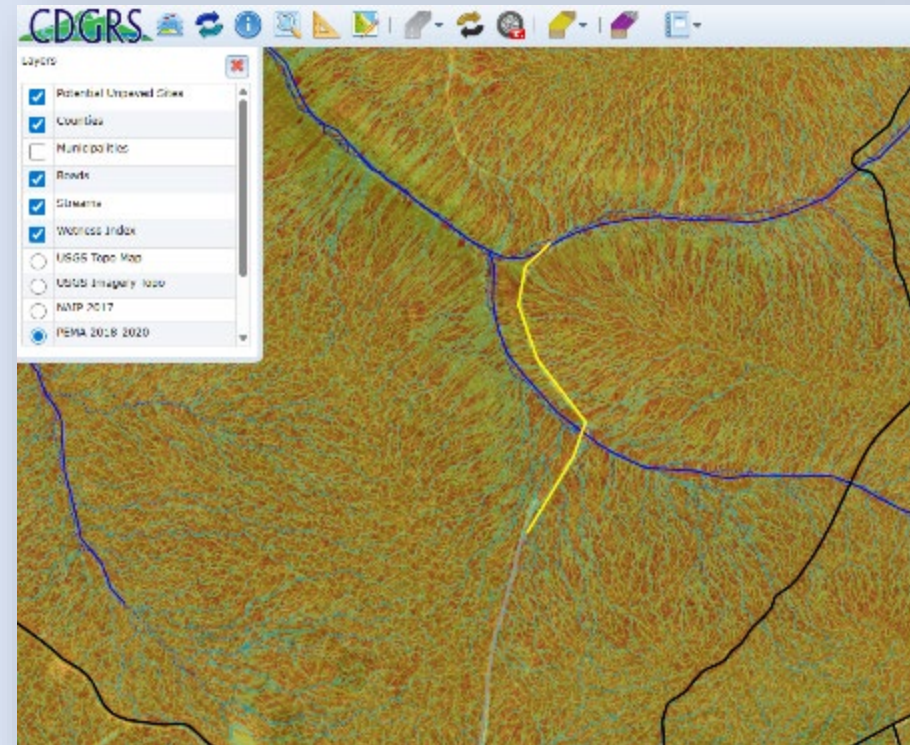 CDGRS
Layers
Potential Unpaved Sites
Counties
Municipalities
Roads
Streams
Wetness Index
USGS Topo Map
USGS Imagery Topo
NAIP 2017
PEMA 2018-2020